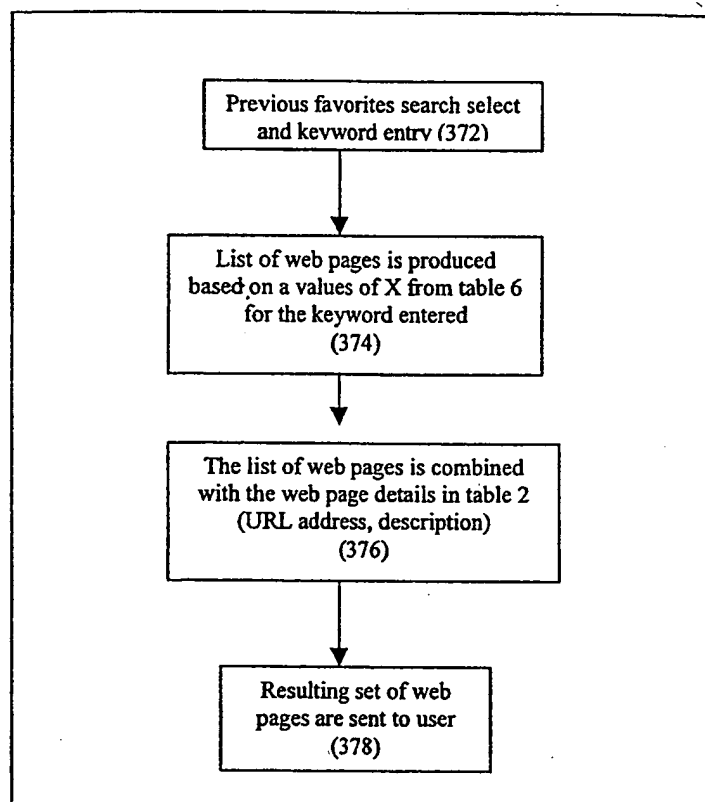 Previous favorites search select
and keyword entry (372)
List of web pages is produced
based on a values of X from table 6
for the keyword entered
(374)
The list of web pages is combined
with the web page details in table 2
(URL address, description)
(376)
Resulting set of web
pages are sent to user
(378)